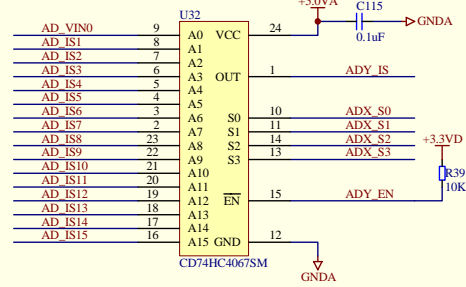 +5.0VA
C115
0.1uF
GNDA
U32
AD_VIN0 9 A0 VCC 24
AD_IS1 8 A1
AD_IS2 7 A2
AD_IS3 6 A3 OUT 1 ADY_IS
AD_IS4 5 A4
AD_IS5 4 A5
AD_IS6 3 A6 S0 10 ADX_S0
AD_IS7 2 A7 S1 11 ADX_S1
AD_IS8 23 A8 S2 14 ADX_S2
AD_IS9 22 A9 S3 13 ADX_S3
AD_IS10 21 A10
AD_IS11 20 A11
AD_IS12 19 A12 EN 15 ADY_EN
AD_IS13 18 A13
AD_IS14 17 A14
AD_IS15 16 A15 GND 12
+3.3VD
R39
10K
CD74HC4067SM
GNDA